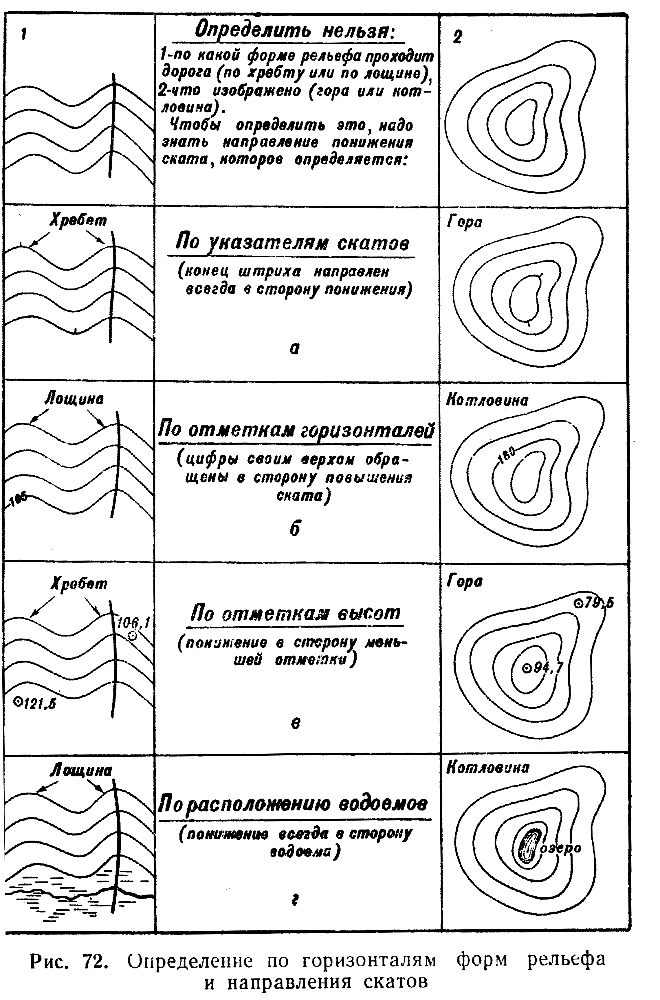 1
Определить нельзя:
1-по какой форме рельефа проходит
дорога (по хребту или по лощине),
2-что изображено (гора или кот-
ловина).
Чтобы определить это, надо
знать направление понижения
ската, которое определяется:
2
Хребет
По указателям скатов
(конец штриха направлен
всегда в сторону понижения)
а
Гора
Лощина
105
По отметкам горизонталей
(цифры своим верхом обра-
щены в сторону повышения
ската)
б
Котловина
180
Хребет
106,1
121,5
По отметкам высот
(понижение в сторону мень-
шей отметки)
в
Гора
79,5
94,7
Лощина
По расположению водоемов
(понижение всегда в сторону
водоема)
г
Котловина
озеро
Рис. 72. Определение по горизонталям форм рельефа
и направления скатов